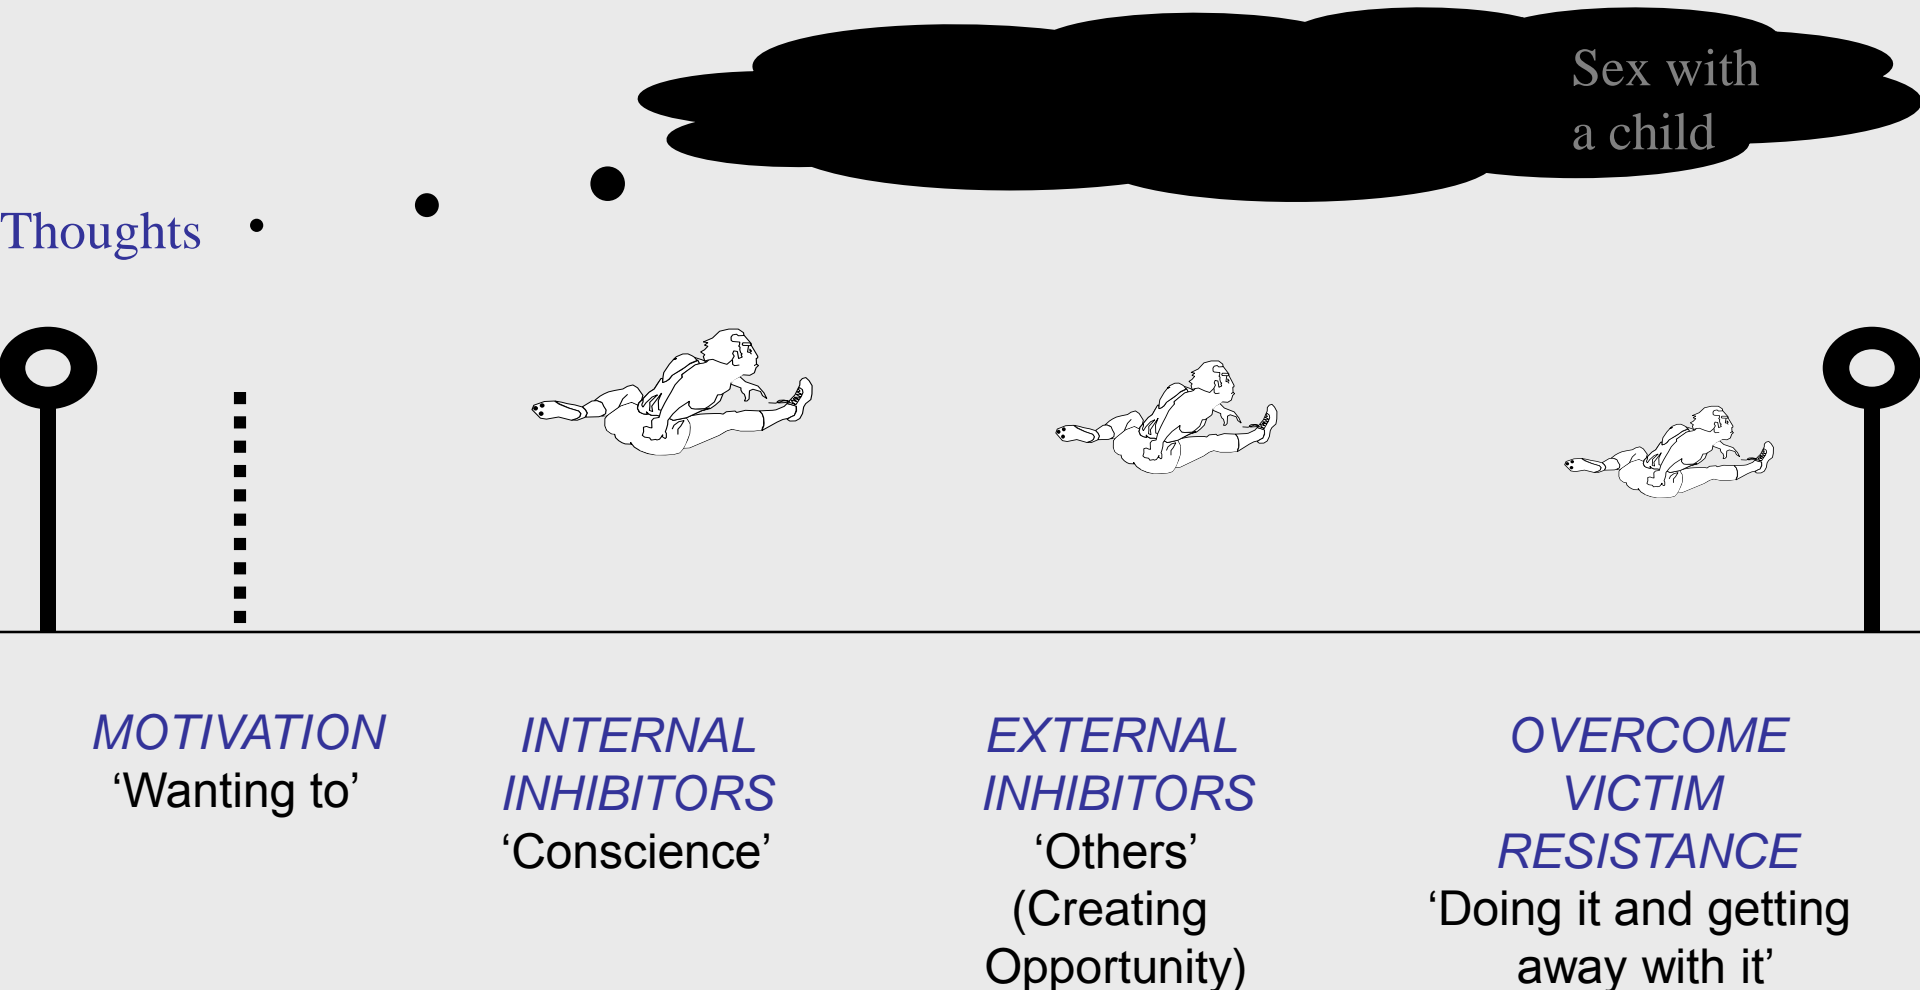 Sex with
a child
Thoughts
MOTIVATION
‘Wanting to’
INTERNAL
INHIBITORS
‘Conscience’
EXTERNAL
INHIBITORS
‘Others’
(Creating
Opportunity)
OVERCOME
VICTIM
RESISTANCE
‘Doing it and getting
away with it’